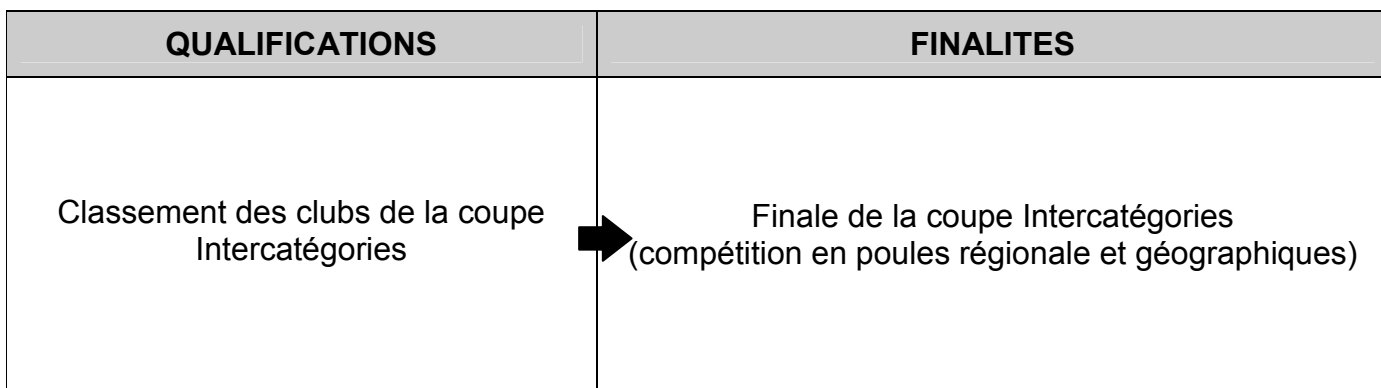 QUALIFICATIONS
FINALITES
Classement des clubs de la coupe
Intercatégories
Finale de la coupe Intercatégories
(compétition en poules régionale et géographiques)